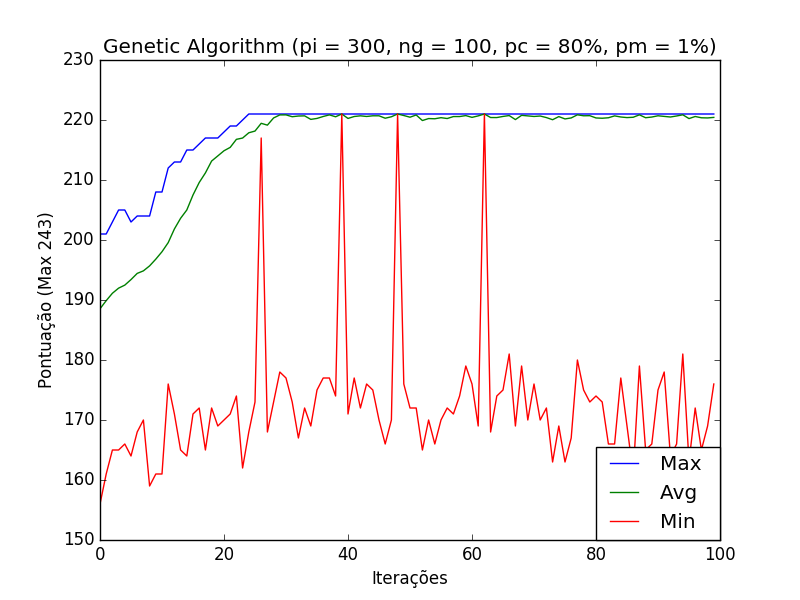 Genetic Algorithm (pi = 300, ng = 100, pc = 80%, pm = 1%)
230
220
210
200
190
180
170
160
150
Pontuação (Max 243)
0 20 40 60 80 100
Iterações
Max
Avg
Min